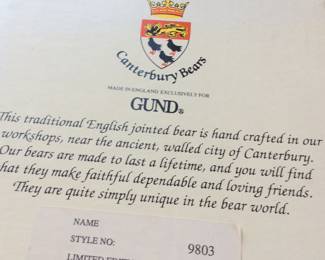 Canterbury Bears
MADE IN ENGLAND EXCLUSIVELY FOR
GUND®
This traditional English jointed bear is hand crafted in our
workshops, near the ancient, walled city of Canterbury.
Our bears are made to last a lifetime, and you will find
that they make faithful dependable and loving friends.
They are quite simply unique in the bear world.
NAME
STYLE NO: 9803
LIMITED